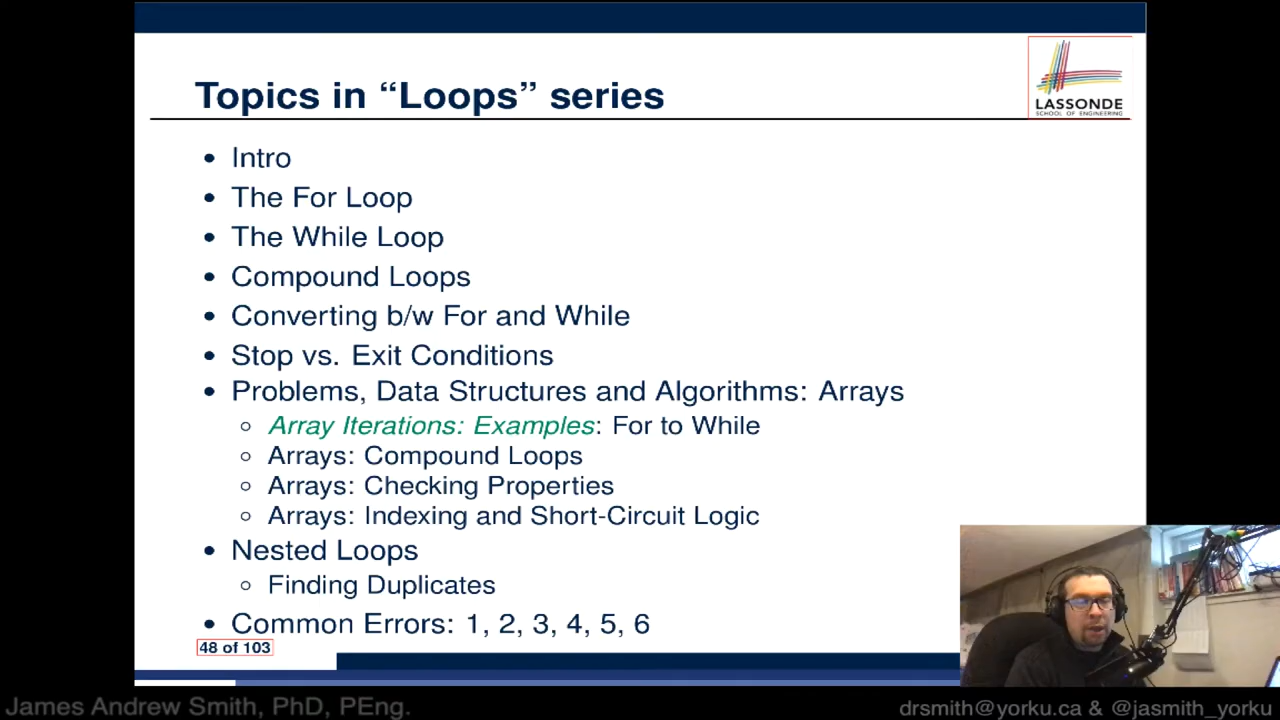 Topics in “Loops” series
LASSONDE
SCHOOL OF ENGINEERING
• Intro
• The For Loop
• The While Loop
• Compound Loops
• Converting b/w For and While
• Stop vs. Exit Conditions
• Problems, Data Structures and Algorithms: Arrays
◦ Array Iterations: Examples: For to While
◦ Arrays: Compound Loops
◦ Arrays: Checking Properties
◦ Arrays: Indexing and Short-Circuit Logic
• Nested Loops
◦ Finding Duplicates
• Common Errors: 1, 2, 3, 4, 5, 6
48 of 103
James Andrew Smith, PhD, PEng.
drsmith@yorku.ca & @jasmith_yorku